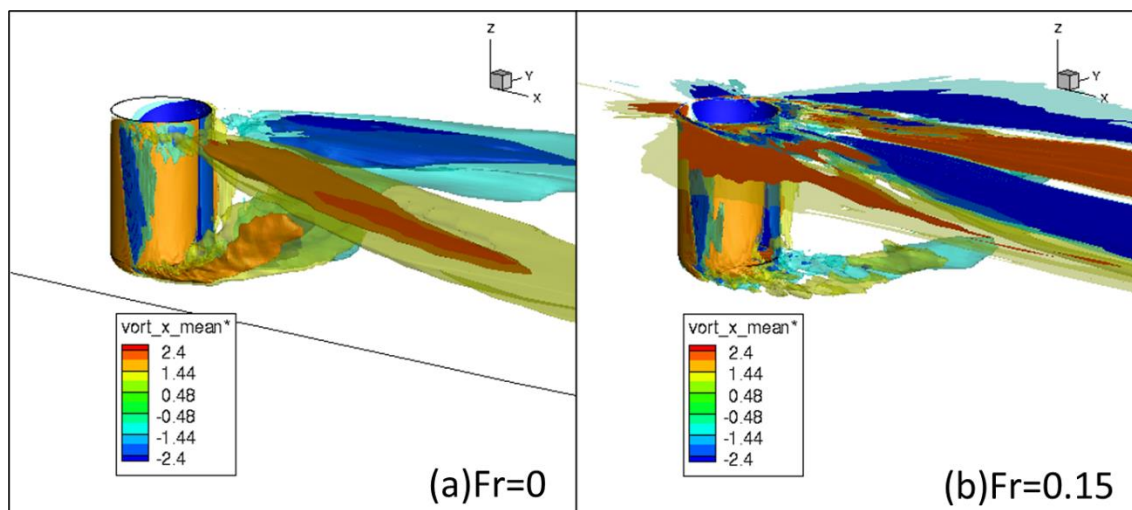 Z
Y
X
vort_x_mean*
2.4
1.44
0.48
-0.48
-1.44
-2.4
(a)Fr=0
Z
Y
X
vort_x_mean*
2.4
1.44
0.48
-0.48
-1.44
-2.4
(b)Fr=0.15